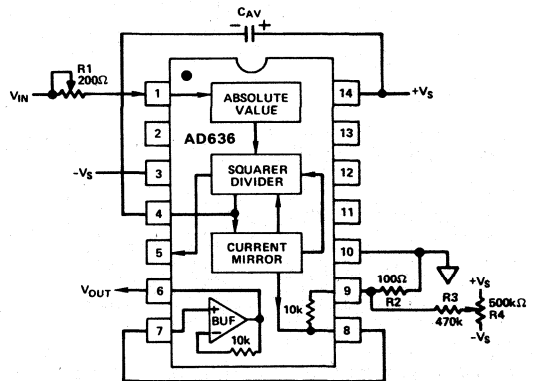 CAV
− +
R1
200Ω
VIN
1
ABSOLUTE
VALUE
14
+VS
2
AD636
13
−VS
3
SQUARER
DIVIDER
12
4
11
5
CURRENT
MIRROR
10
VOUT
6
10k
9
100Ω
R2
+VS
R3
470k
500kΩ
R4
−VS
7
+
BUF
−
10k
8